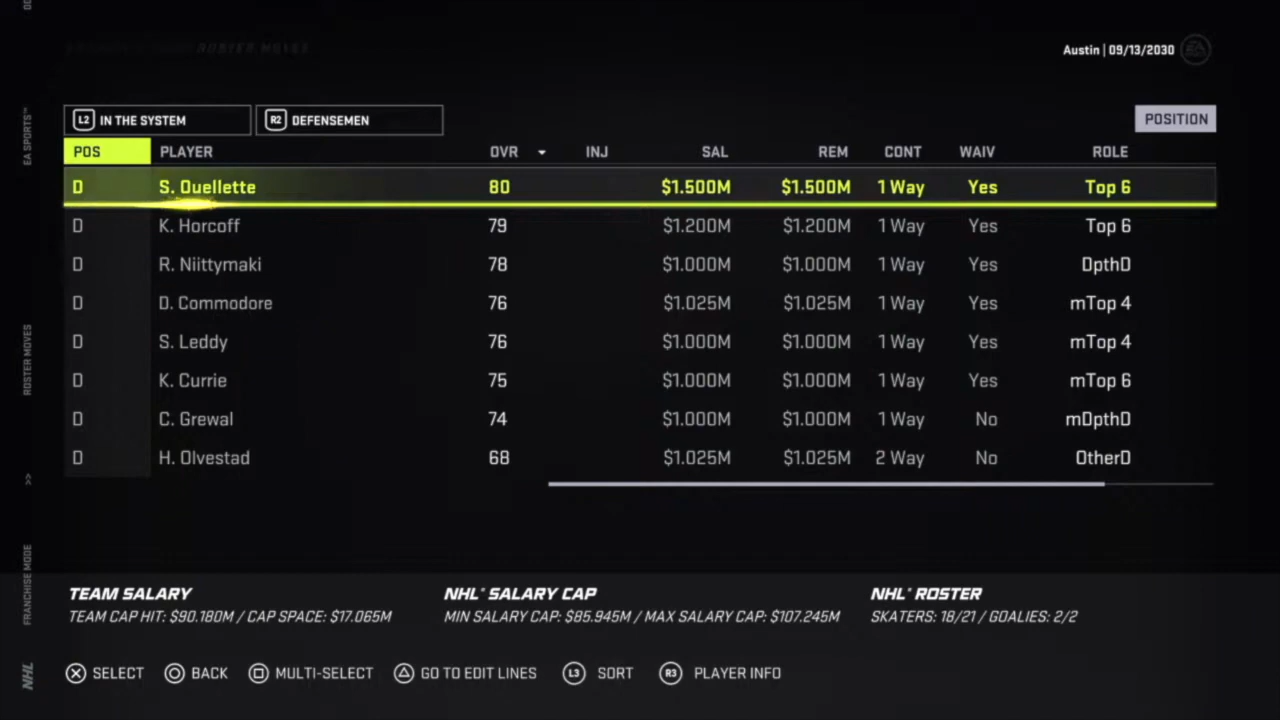 ROSTER MOVES
Austin | 09/13/2030
EA
L2 IN THE SYSTEM R2 DEFENSEMEN
POSITION
POS PLAYER OVR INJ SAL REM CONT WAIV ROLE
D S. Ouellette 80 $1.500M $1.500M 1 Way Yes Top 6
D K. Horcoff 79 $1.200M $1.200M 1 Way Yes Top 6
D R. Niittymaki 78 $1.000M $1.000M 1 Way Yes DpthD
D D. Commodore 76 $1.025M $1.025M 1 Way Yes mTop 4
D S. Leddy 76 $1.000M $1.000M 1 Way Yes mTop 4
D K. Currie 75 $1.000M $1.000M 1 Way Yes mTop 6
D C. Grewal 74 $1.000M $1.000M 1 Way No mDpthD
D H. Olvestad 68 $1.025M $1.025M 2 Way No OtherD
TEAM SALARY
TEAM CAP HIT: $90.180M / CAP SPACE: $17.065M
NHL® SALARY CAP
MIN SALARY CAP: $85.945M / MAX SALARY CAP: $107.245M
NHL® ROSTER
SKATERS: 18/21 / GOALIES: 2/2
SELECT BACK MULTI-SELECT GO TO EDIT LINES L3 SORT R3 PLAYER INFO
NHL FRANCHISE MODE >> ROSTER MOVES EA SPORTS™